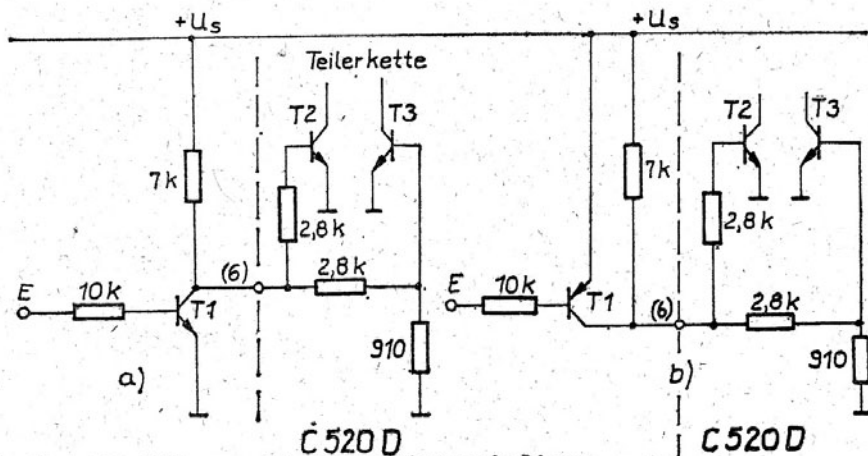 +Us +Us
Teilerkette
T2 T3 T2 T3
7k 7k
2,8k 2,8k
(6) 2,8k (6) 2,8k
E 10k T1 E 10k T1
910 910
a) b)
C520D C520D